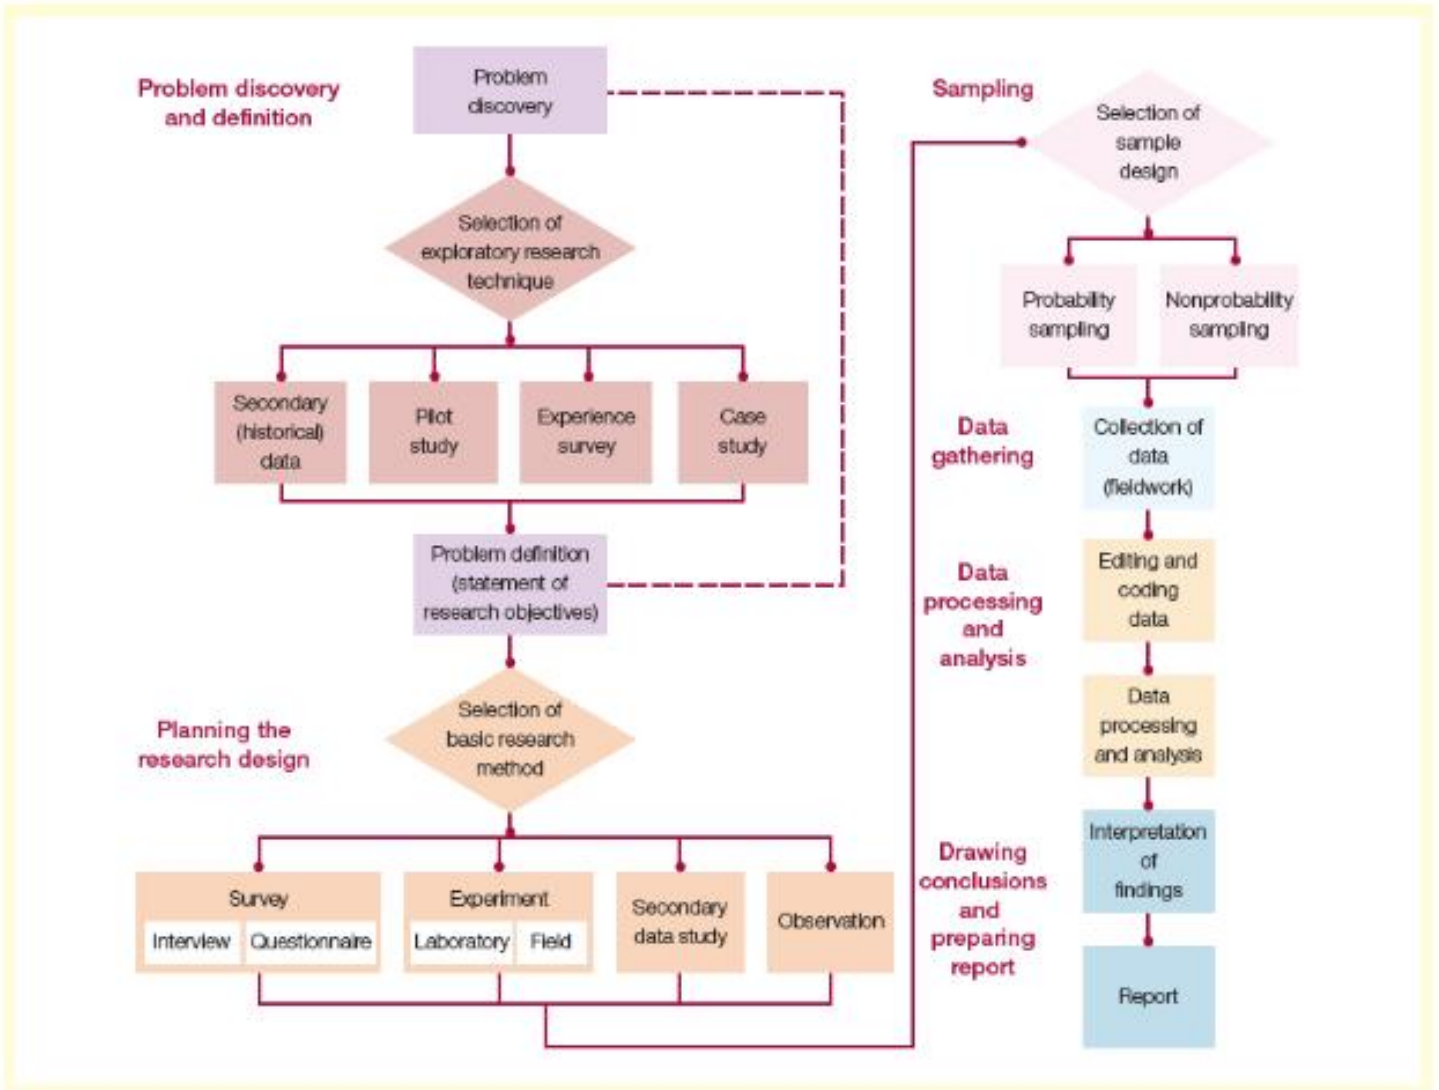 Problem discovery
and definition
Problem
discovery
Selection of
exploratory research
technique
Secondary
(historical)
data
Pilot
study
Experience
survey
Case
study
Problem definition
(statement of
research objectives)
Planning the
research design
Selection of
basic research
method
Survey
Interview
Questionnaire
Experiment
Laboratory
Field
Secondary
data study
Observation
Sampling
Selection of
sample
design
Probability
sampling
Nonprobability
sampling
Data
gathering
Collection of
data
(fieldwork)
Data
processing
and
analysis
Editing and
coding
data
Data
processing
and analysis
Drawing
conclusions
and
preparing
report
Interpretation
of
findings
Report